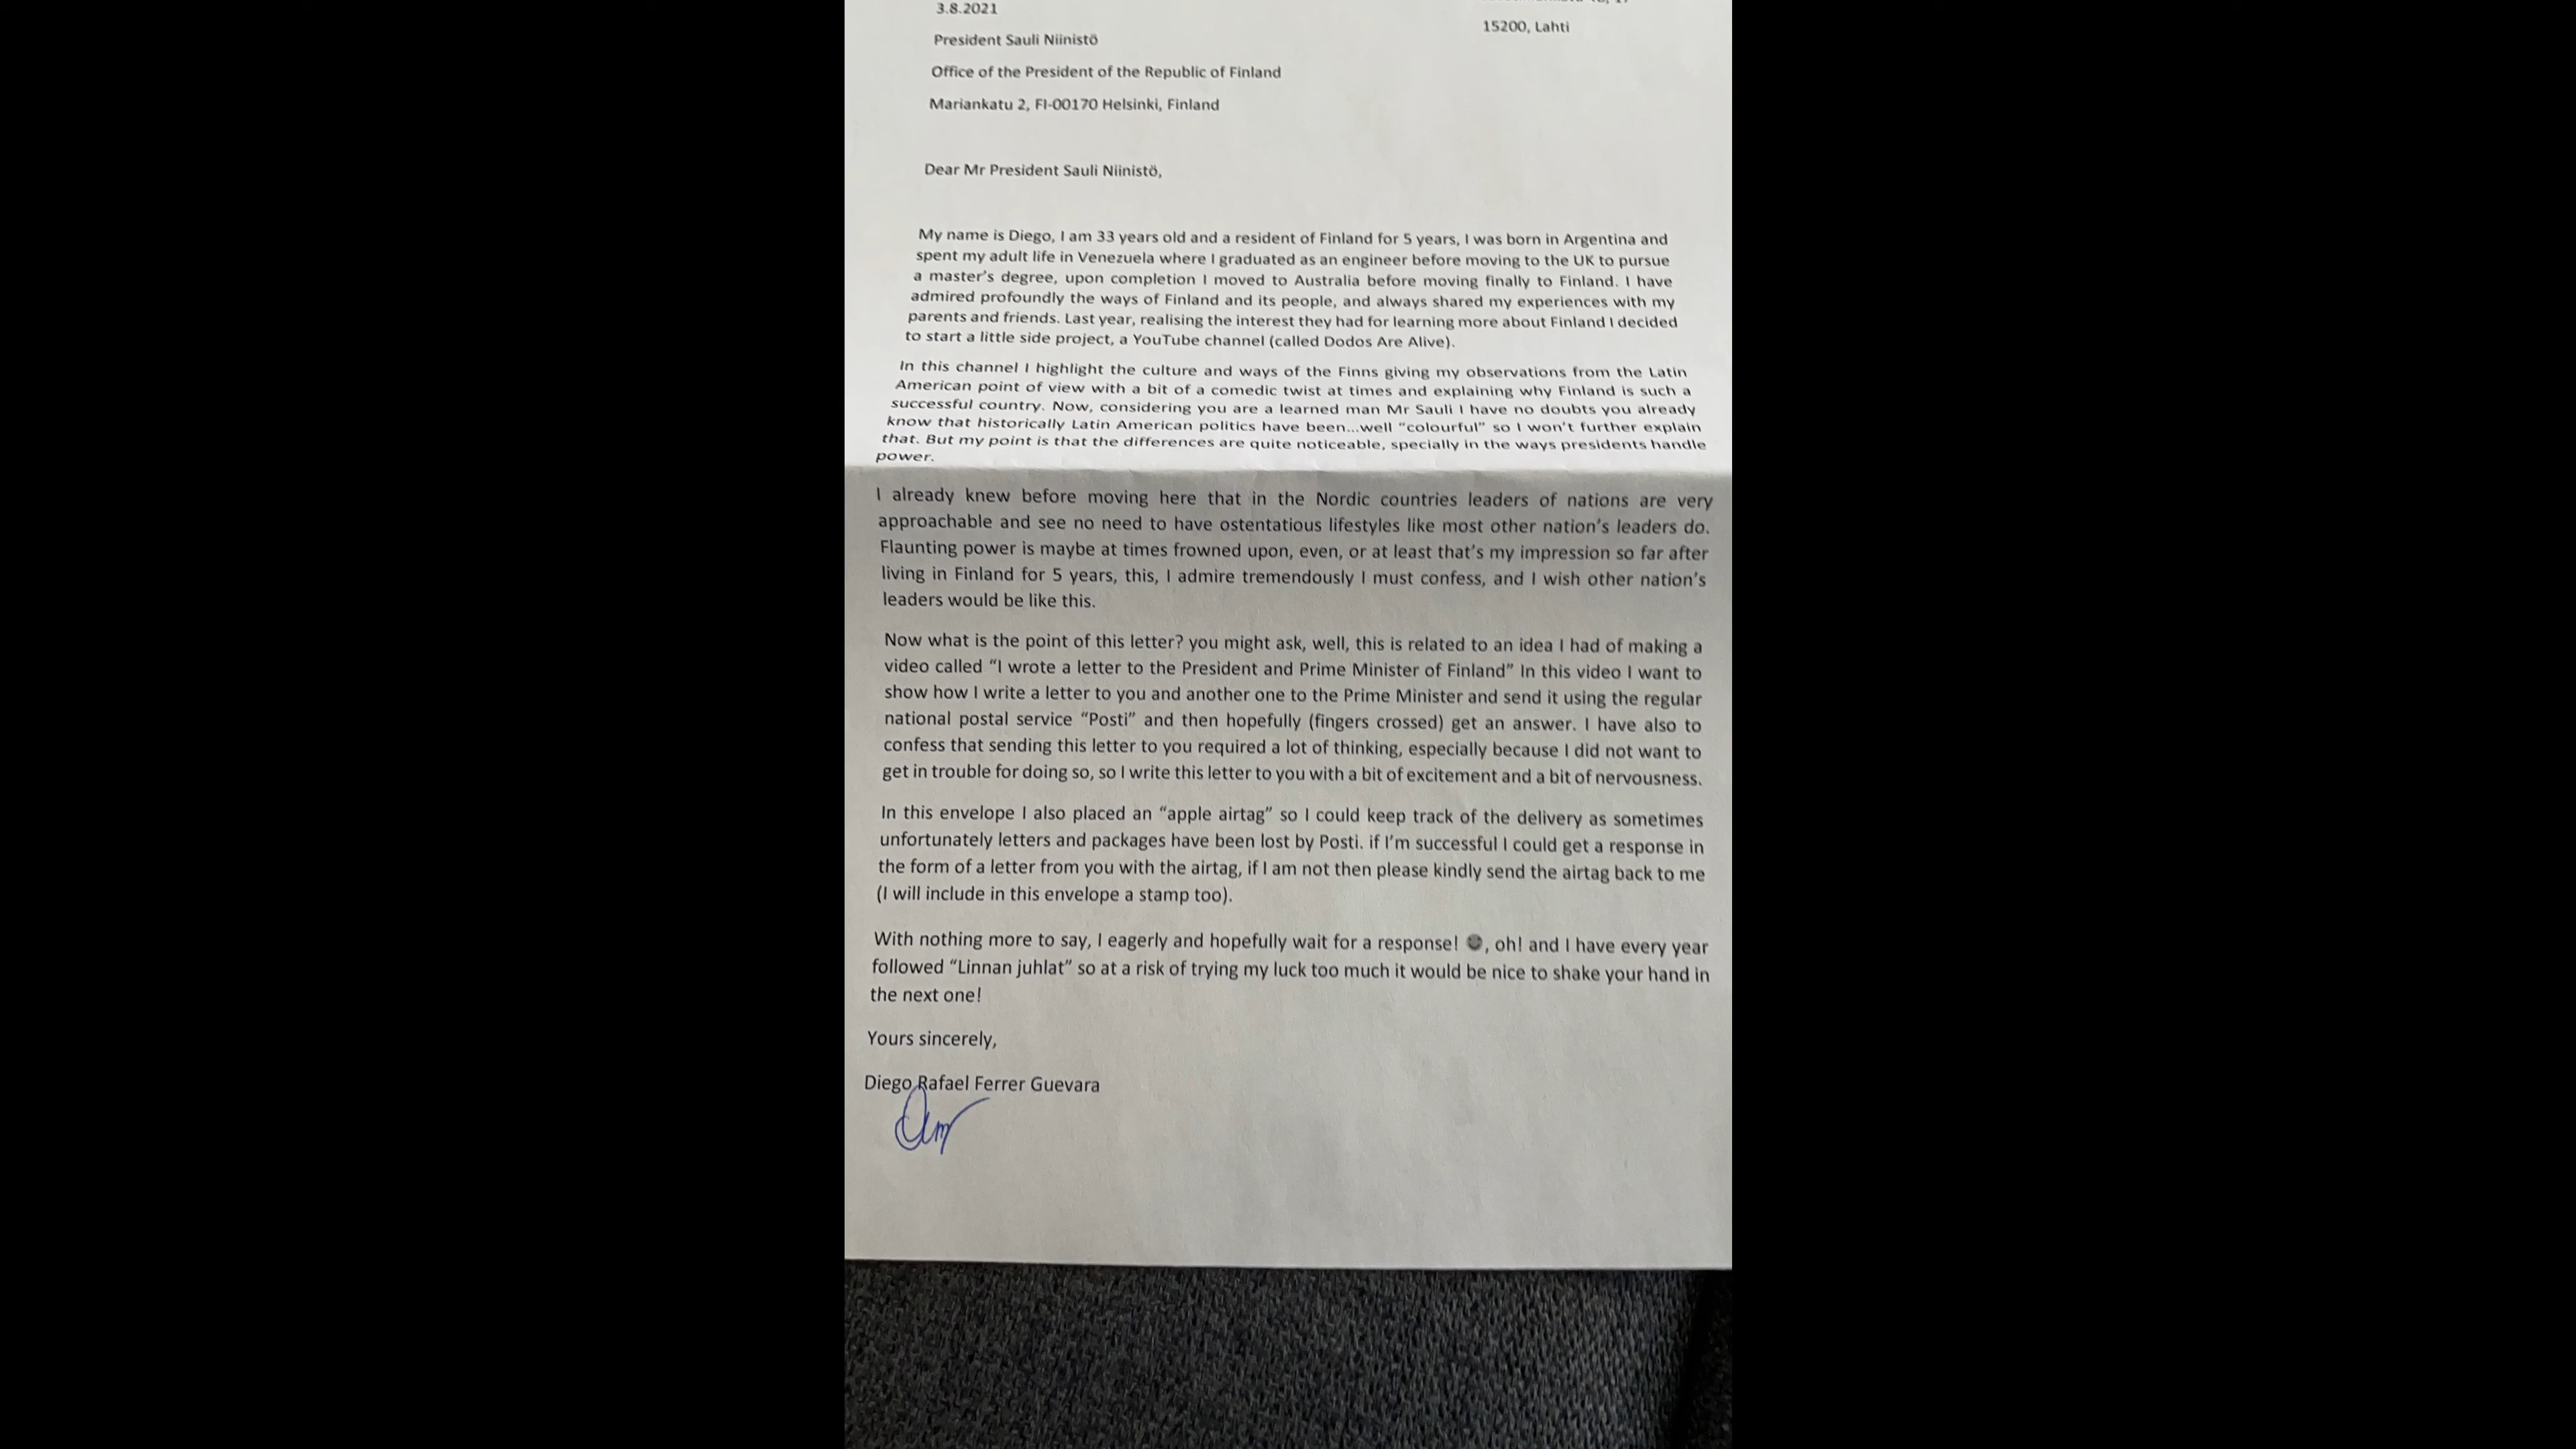 3.8.2021
15200, Lahti
President Sauli Niinistö
Office of the President of the Republic of Finland
Mariankatu 2, FI-00170 Helsinki, Finland
Dear Mr President Sauli Niinistö,
My name is Diego, I am 33 years old and a resident of Finland for 5 years, I was born in Argentina and
spent my adult life in Venezuela where I graduated as an engineer before moving to the UK to pursue
a master's degree, upon completion I moved to Australia before moving finally to Finland. I have
admired profoundly the ways of Finland and its people, and always shared my experiences with my
parents and friends. Last year, realising the interest they had for learning more about Finland I decided
to start a little side project, a YouTube channel (called Dodos Are Alive).
In this channel I highlight the culture and ways of the Finns giving my observations from the Latin
American point of view with a bit of a comedic twist at times and explaining why Finland is such a
successful country. Now, considering you are a learned man Mr Sauli I have no doubts you already
know that historically Latin American politics have been...well “colourful” so I won't further explain
that. But my point is that the differences are quite noticeable, specially in the ways presidents handle
power.
I already knew before moving here that in the Nordic countries leaders of nations are very
approachable and see no need to have ostentatious lifestyles like most other nation's leaders do.
Flaunting power is maybe at times frowned upon, even, or at least that's my impression so far after
living in Finland for 5 years, this, I admire tremendously I must confess, and I wish other nation's
leaders would be like this.
Now what is the point of this letter? you might ask, well, this is related to an idea I had of making a
video called “I wrote a letter to the President and Prime Minister of Finland” In this video I want to
show how I write a letter to you and another one to the Prime Minister and send it using the regular
national postal service “Posti” and then hopefully (fingers crossed) get an answer. I have also to
confess that sending this letter to you required a lot of thinking, especially because I did not want to
get in trouble for doing so, so I write this letter to you with a bit of excitement and a bit of nervousness.
In this envelope I also placed an “apple airtag” so I could keep track of the delivery as sometimes
unfortunately letters and packages have been lost by Posti. if I'm successful I could get a response in
the form of a letter from you with the airtag, if I am not then please kindly send the airtag back to me
(I will include in this envelope a stamp too).
With nothing more to say, I eagerly and hopefully wait for a response! 😊, oh! and I have every year
followed “Linnan juhlat” so at a risk of trying my luck too much it would be nice to shake your hand in
the next one!
Yours sincerely,
Diego Rafael Ferrer Guevara